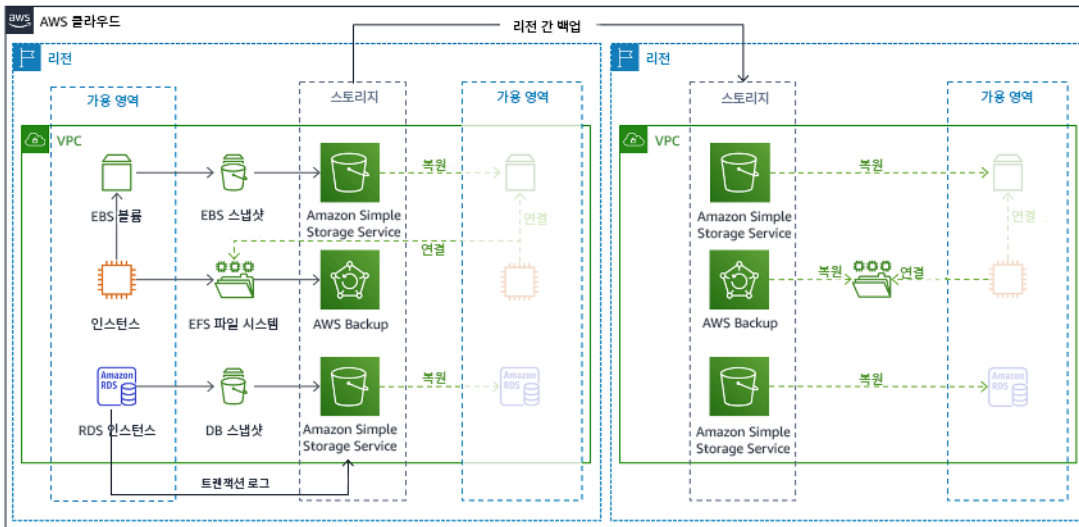 aws
AWS 클라우드
리전 간 백업
리전
가용 영역
스토리지
가용 영역
VPC
복원
EBS 볼륨
EBS 스냅샷
Amazon Simple
Storage Service
연결
연결
인스턴스
EFS 파일 시스템
AWS Backup
Amazon
RDS
복원
Amazon
RDS
RDS 인스턴스
DB 스냅샷
Amazon Simple
Storage Service
트랜잭션 로그
리전
스토리지
가용 영역
VPC
복원
Amazon Simple
Storage Service
연결
복원
연결
AWS Backup
복원
Amazon
RDS
Amazon Simple
Storage Service